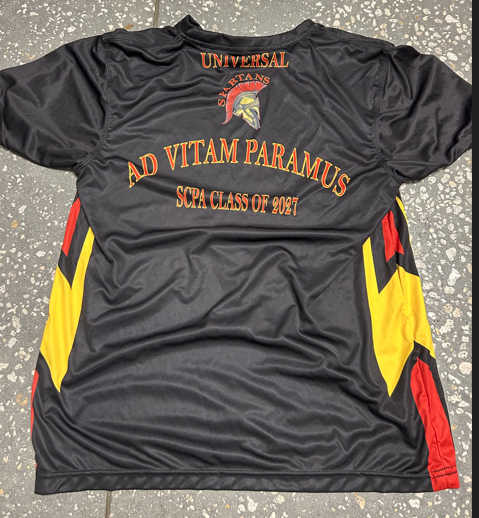 UNIVERSAL
SPARTANS
AD VITAM PARAMUS
SCPA CLASS OF 2027